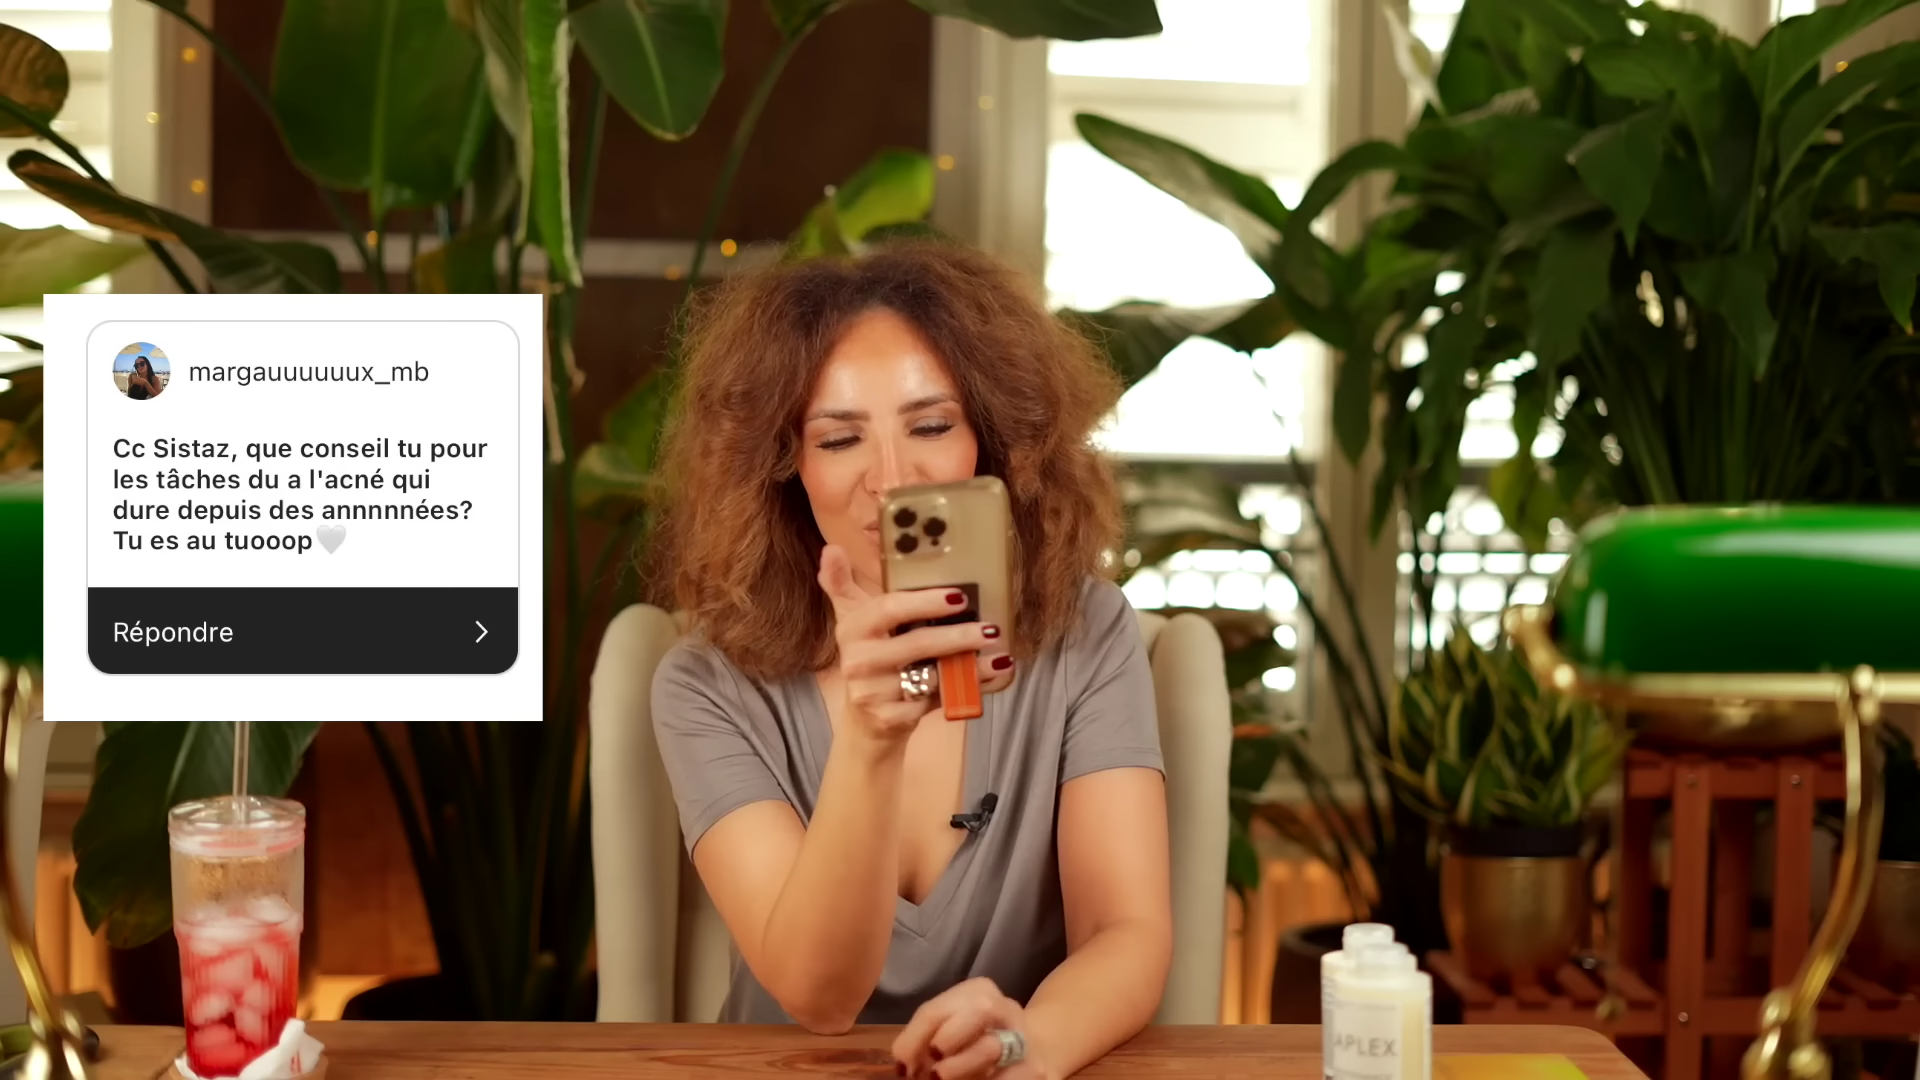 margauuuuuux_mb
Cc Sistaz, que conseil tu pour
les tâches du a l'acné qui
dure depuis des annnnnées?
Tu es au tuooop🤍
Répondre
APLEX